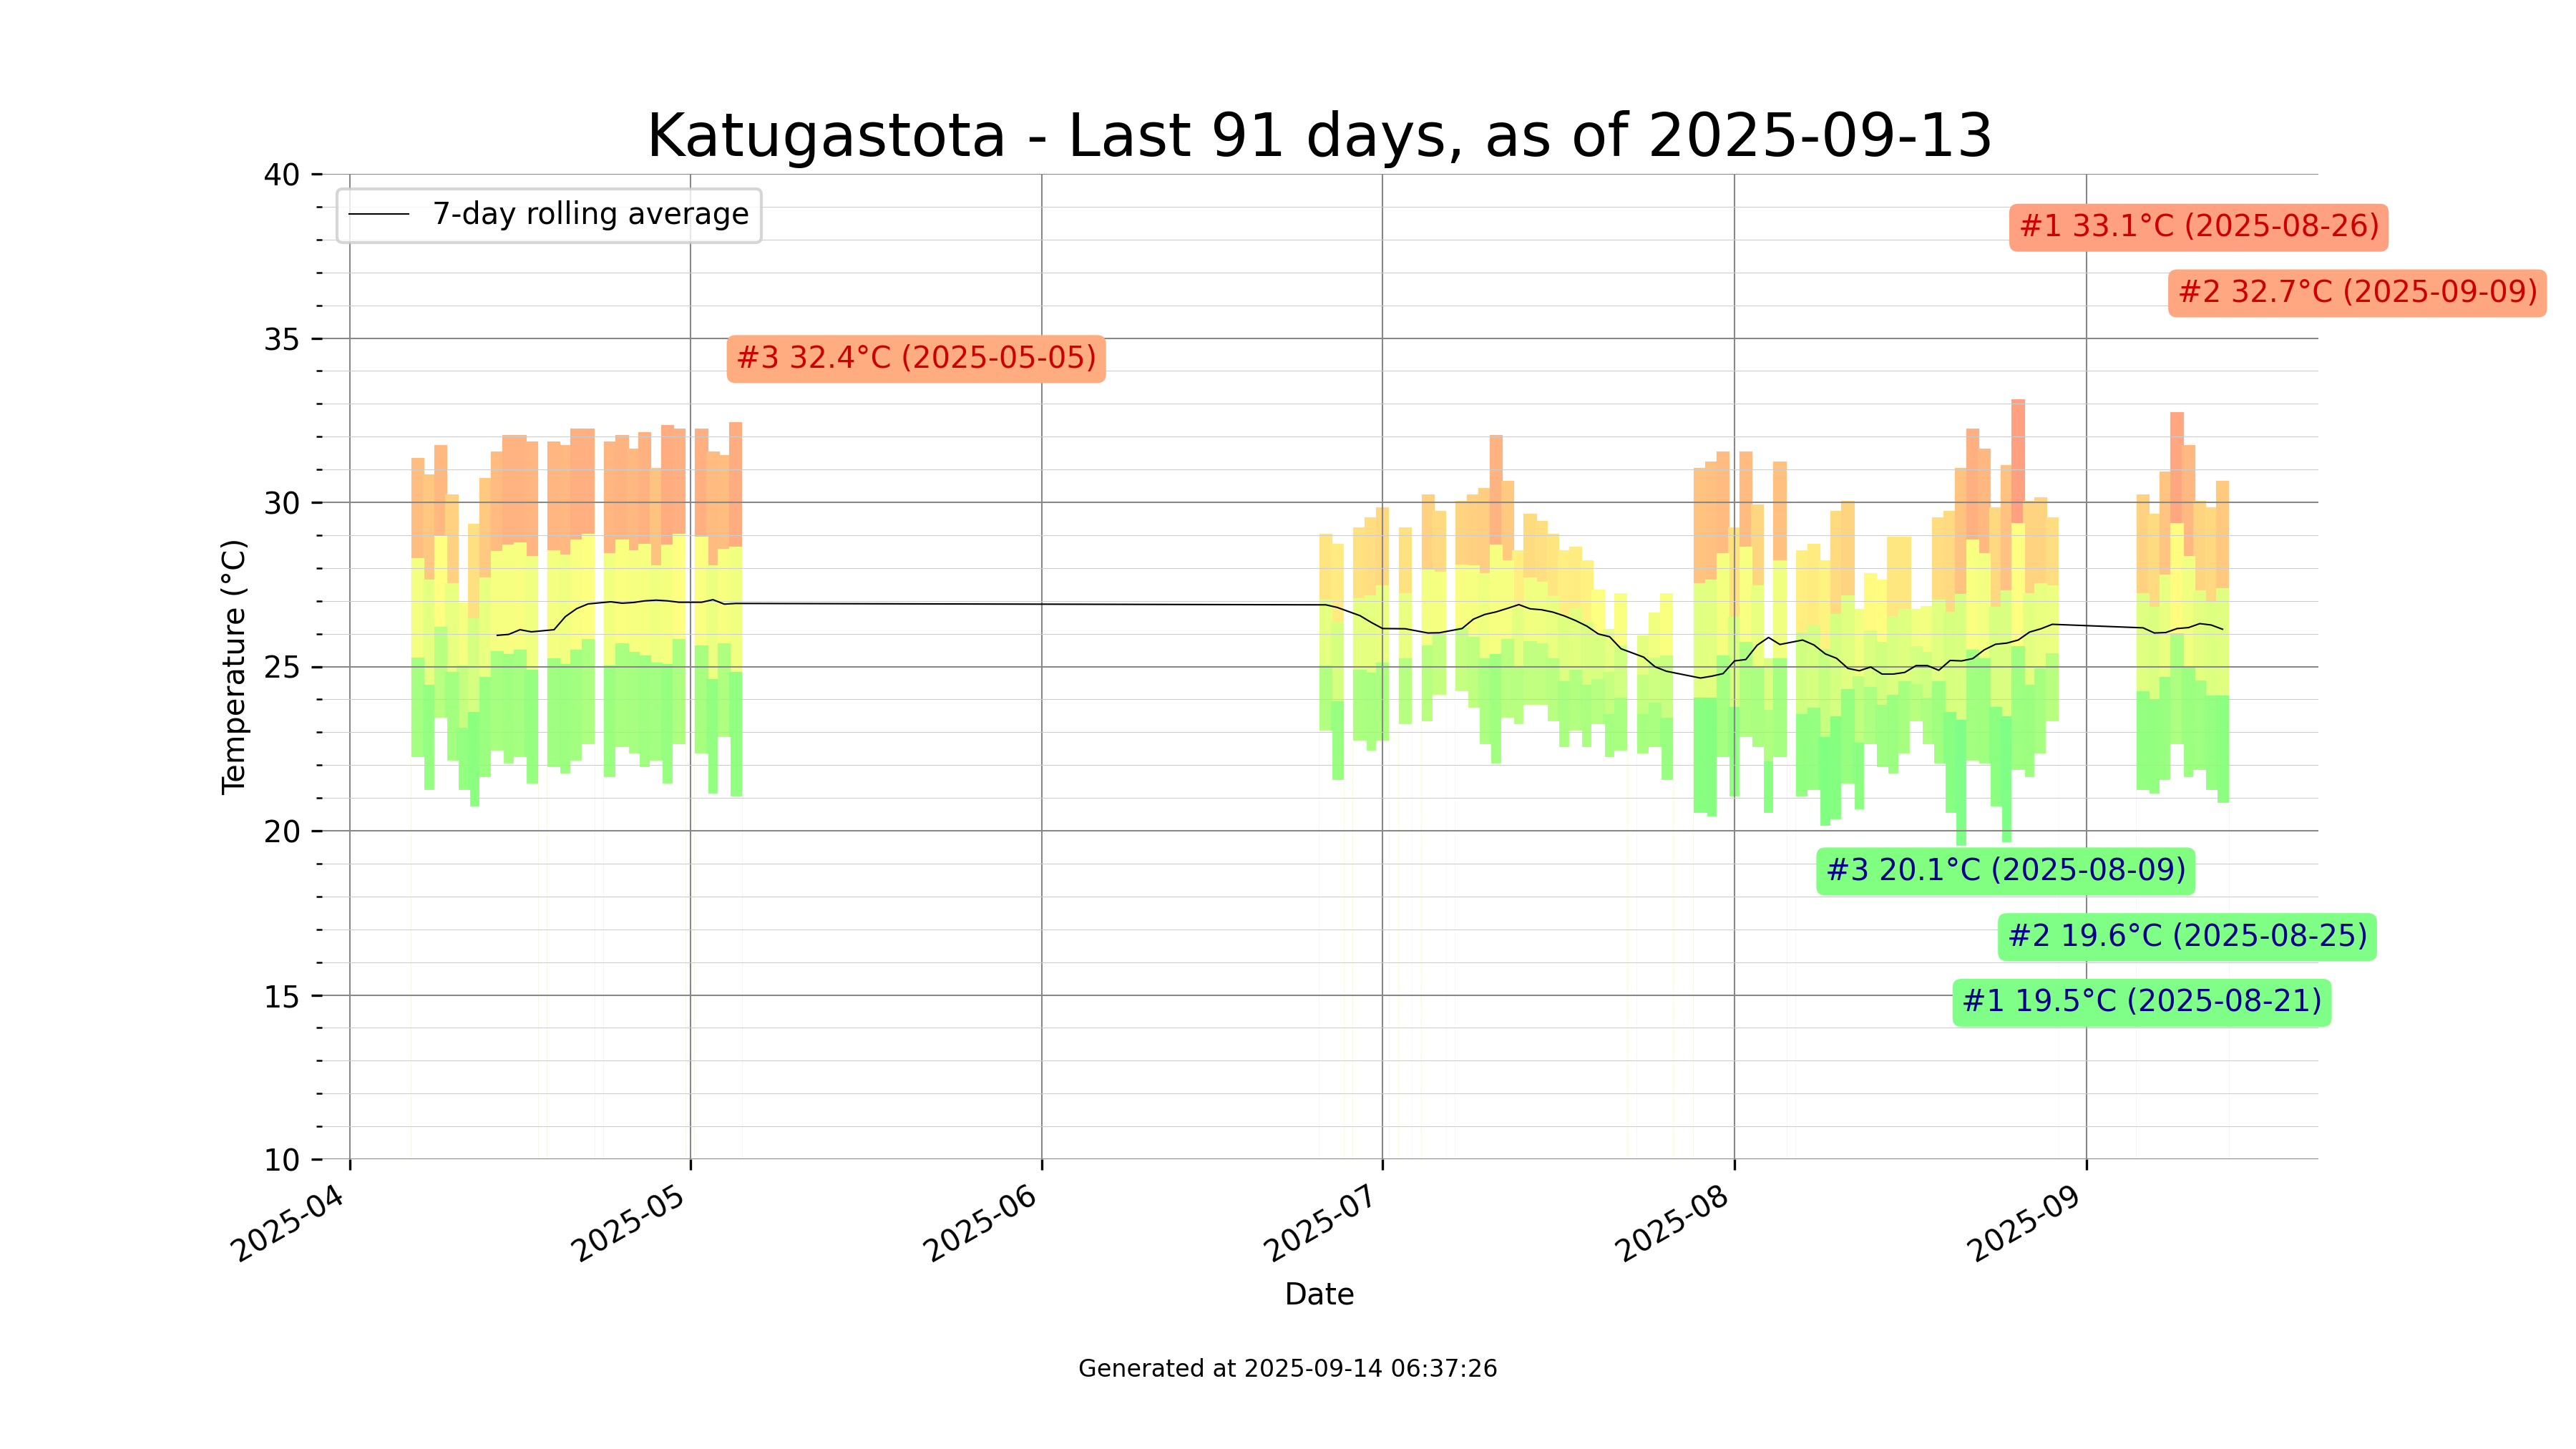 Katugastota - Last 91 days, as of 2025-09-13
7-day rolling average
#1 33.1°C (2025-08-26)
#2 32.7°C (2025-09-09)
#3 32.4°C (2025-05-05)
#3 20.1°C (2025-08-09)
#2 19.6°C (2025-08-25)
#1 19.5°C (2025-08-21)
Temperature (°C)
40
35
30
25
20
15
10
2025-04
2025-05
2025-06
2025-07
2025-08
2025-09
Date
Generated at 2025-09-14 06:37:26